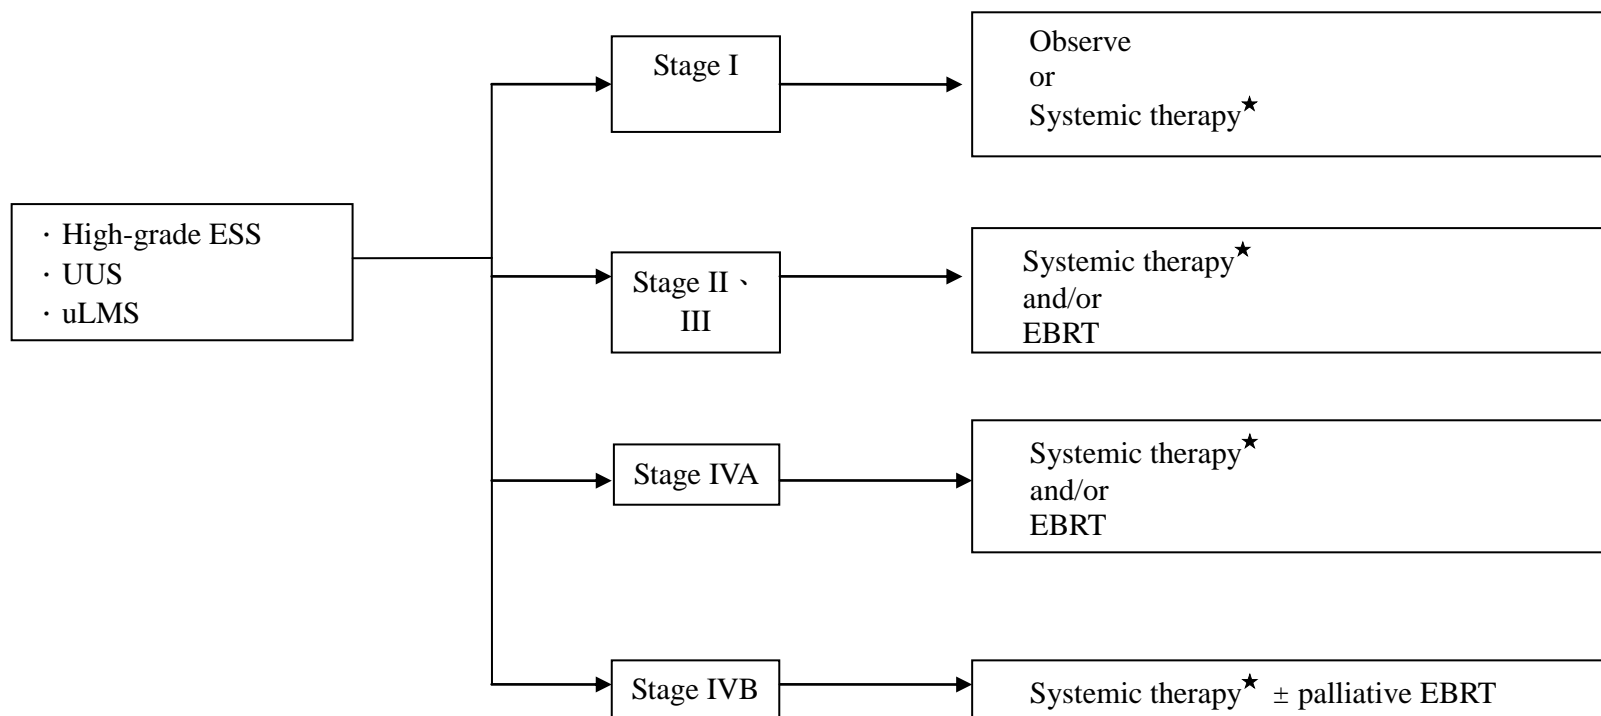 · High-grade ESS
· UUS
· uLMS
Stage I
Observe
or
Systemic therapy★
Stage II、
III
Systemic therapy★
and/or
EBRT
Stage IVA
Systemic therapy★
and/or
EBRT
Stage IVB
Systemic therapy★ ± palliative EBRT